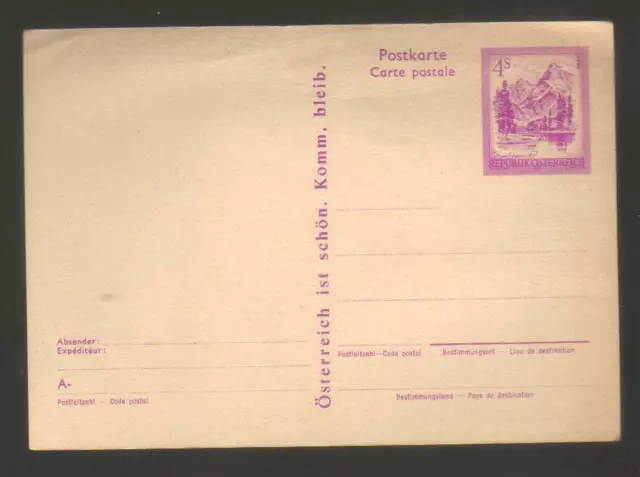 Postkarte
Carte postale
4S
REPUBLIK ÖSTERREICH
Österreich ist schön. Komm, bleib.
Absender:
Expéditeur:
A-
Postleitzahl - Code postal
Postleitzahl—Code postal
Bestimmungsort - Lieu de destination
Bestimmungsland - Pays de destination